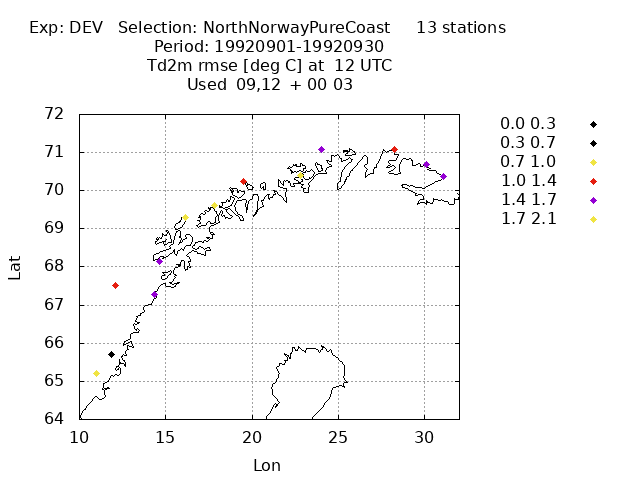 Exp: DEV Selection: NorthNorwayPureCoast 13 stations
Period: 19920901-19920930
Td2m rmse [deg C] at 12 UTC
Used 09,12 + 00 03
72
71
70
69
68
67
66
65
64
Lat
10 15 20 25 30
Lon
0.0 0.3
0.3 0.7
0.7 1.0
1.0 1.4
1.4 1.7
1.7 2.1